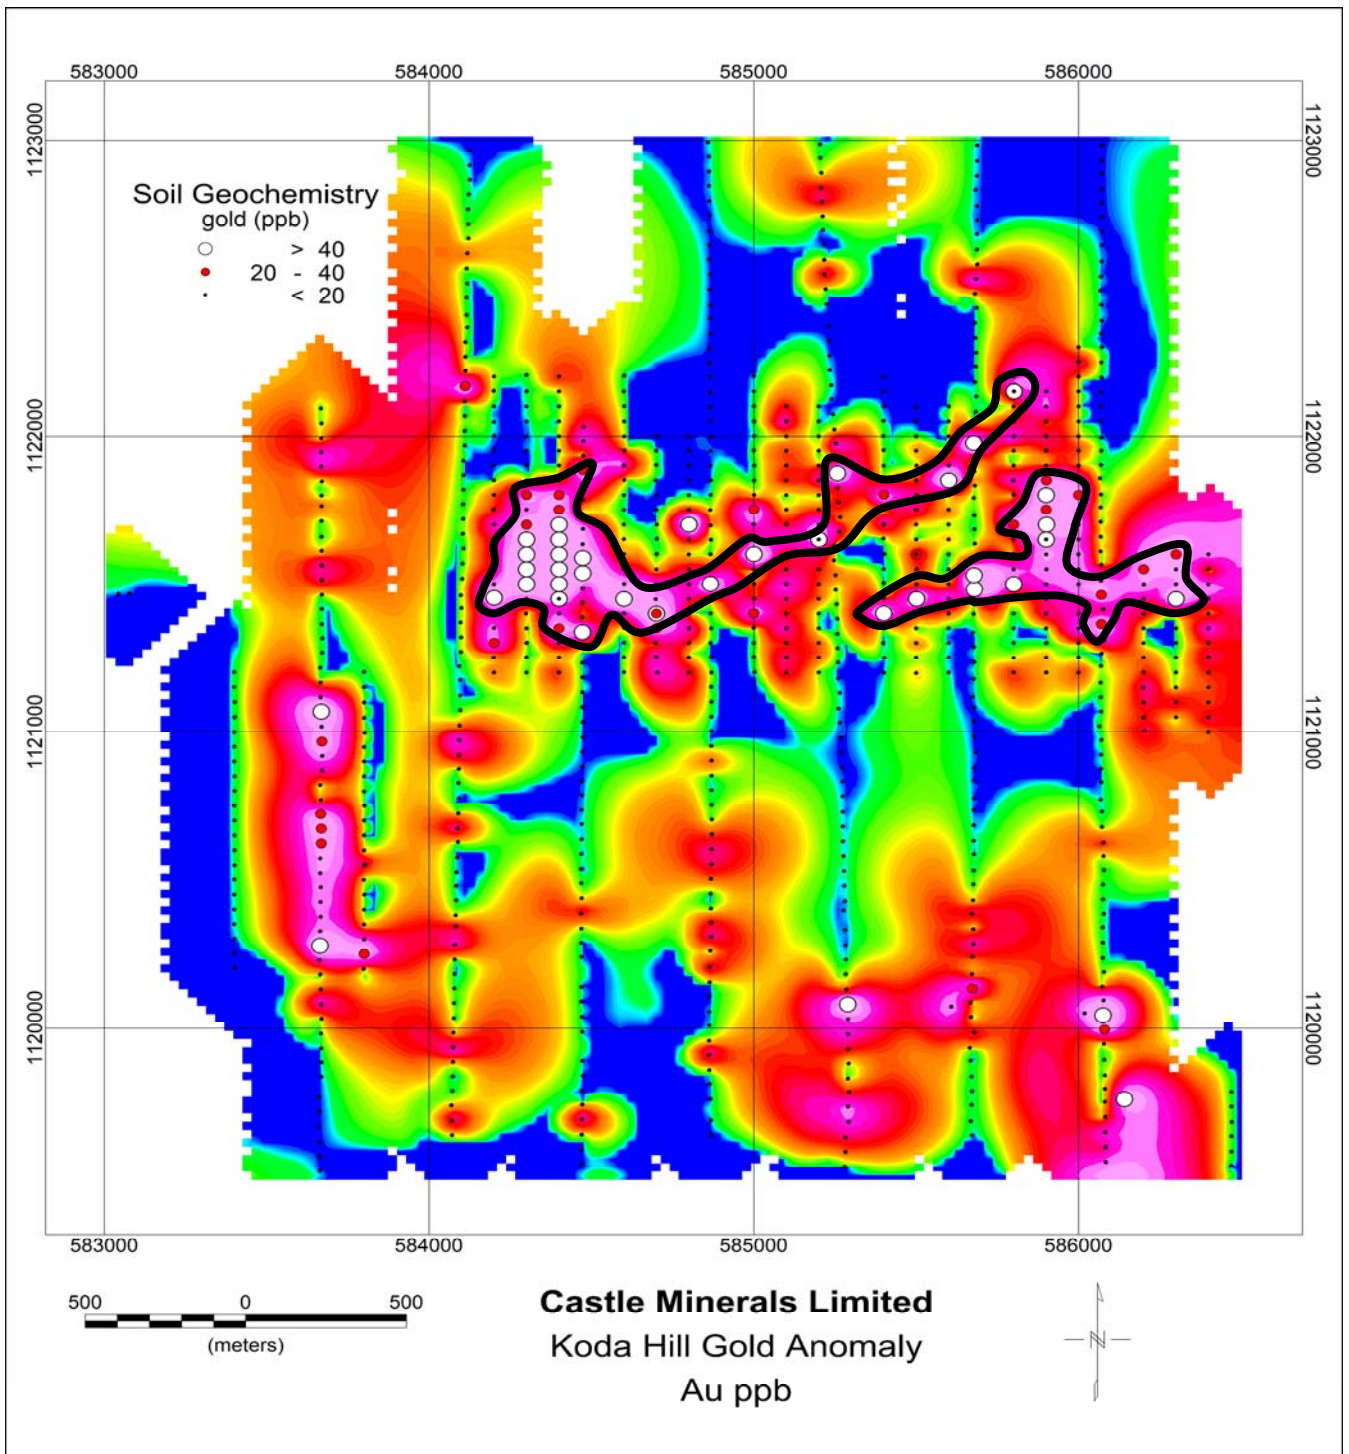 583000 584000 585000 586000
1123000 1123000
Soil Geochemistry
gold (ppb)
> 40
20 - 40
< 20
1122000 1122000
1121000 1121000
1120000 1120000
583000 584000 585000 586000
500 0 500
(meters)
Castle Minerals Limited
Koda Hill Gold Anomaly
Au ppb
N